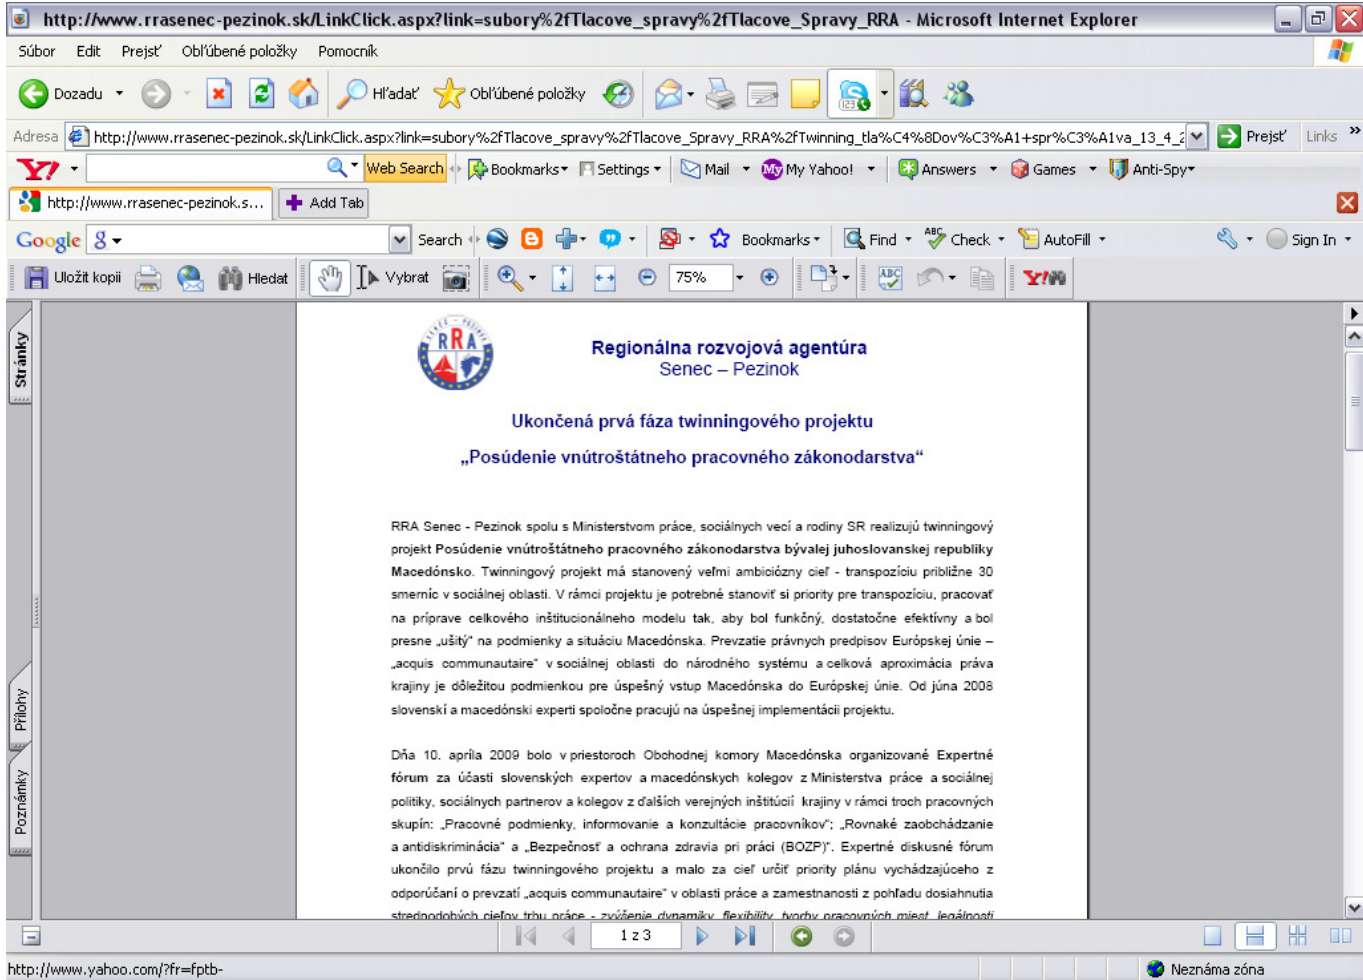 http://www.rrasenec-pezinok.sk/LinkClick.aspx?link=subory%2fTlacove_spravy%2fTlacove_Spravy_RRA - Microsoft Internet Explorer
Súbor Edit Prejsť Obľúbené položky Pomocník
Dozadu Hľadať Obľúbené položky
Adresa http://www.rrasenec-pezinok.sk/LinkClick.aspx?link=subory%2fTlacove_spravy%2fTlacove_Spravy_RRA%2fTwinning_tla%C4%8Dov%C3%A1+spr%C3%A1va_13_4_2 Prejsť Links »
Y! Web Search Bookmarks Settings Mail My Yahoo! Answers Games Anti-Spy
http://www.rrasenec-pezinok.s... Add Tab
Google Search Bookmarks Find Check AutoFill Sign In
Uložit kopii Hledat Vybrat 75% Y!
Stránky
Přílohy
Poznámky
SENEC - PEZINOK
RRA
Regionálna rozvojová agentúra
Senec – Pezinok
Ukončená prvá fáza twinningového projektu
„Posúdenie vnútroštátneho pracovného zákonodarstva“
RRA Senec - Pezinok spolu s Ministerstvom práce, sociálnych vecí a rodiny SR realizujú twinningový
projekt Posúdenie vnútroštátneho pracovného zákonodarstva bývalej juhoslovanskej republiky
Macedónsko. Twinningový projekt má stanovený veľmi ambiciózny cieľ - transpozíciu približne 30
smerníc v sociálnej oblasti. V rámci projektu je potrebné stanoviť si priority pre transpozíciu, pracovať
na príprave celkového inštitucionálneho modelu tak, aby bol funkčný, dostatočne efektívny a bol
presne „ušitý“ na podmienky a situáciu Macedónska. Prevzatie právnych predpisov Európskej únie –
„acquis communautaire“ v sociálnej oblasti do národného systému a celková aproximácia práva
krajiny je dôležitou podmienkou pre úspešný vstup Macedónska do Európskej únie. Od júna 2008
slovenskí a macedónski experti spoločne pracujú na úspešnej implementácii projektu.
Dňa 10. apríla 2009 bolo v priestoroch Obchodnej komory Macedónska organizované Expertné
fórum za účasti slovenských expertov a macedónskych kolegov z Ministerstva práce a sociálnej
politiky, sociálnych partnerov a kolegov z ďalších verejných inštitúcií krajiny v rámci troch pracovných
skupín: „Pracovné podmienky, informovanie a konzultácie pracovníkov“; „Rovnaké zaobchádzanie
a antidiskriminácia“ a „Bezpečnosť a ochrana zdravia pri práci (BOZP)“. Expertné diskusné fórum
ukončilo prvú fázu twinningového projektu a malo za cieľ určiť priority plánu vychádzajúceho z
odporúčaní o prevzatí „acquis communautaire“ v oblasti práce a zamestnanosti z pohľadu dosiahnutia
strednodobých cieľov trhu práce - zvýšenie dynamiky, flexibility, tvorby pracovných miest, legálnosti
1 z 3
http://www.yahoo.com/?fr=fptb- Neznáma zóna